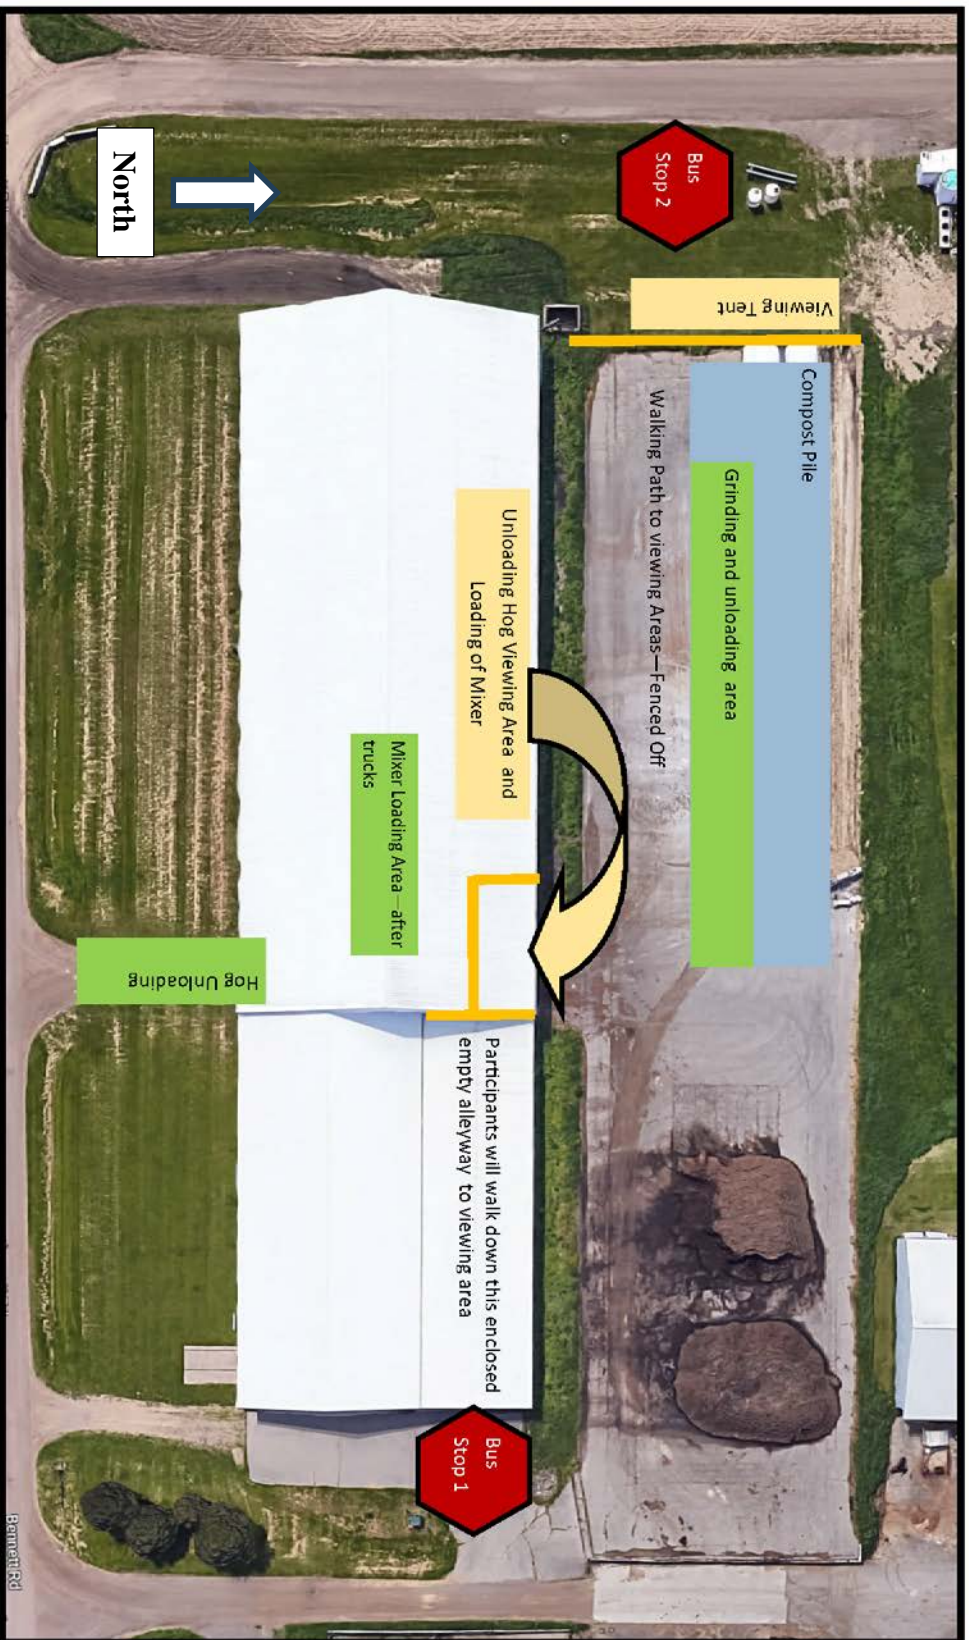 North
Bus
Stop 2
Viewing Tent
Compost Pile
Grinding and unloading area
Walking Path to viewing Areas—Fenced Off
Unloading Hog Viewing Area and
Loading of Mixer
Mixer Loading Area—after
trucks
Hog Unloading
Participants will walk down this enclosed
empty alleyway to viewing area
Bus
Stop 1
Bennett Rd